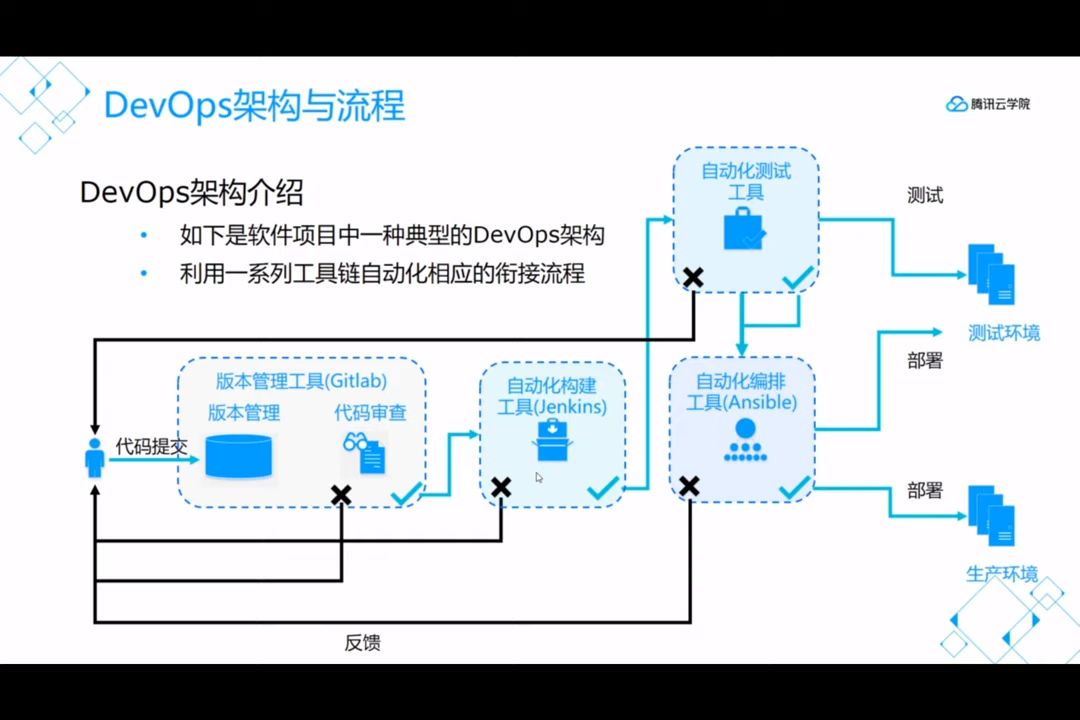 DevOps架构与流程
腾讯云学院
DevOps架构介绍
如下是软件项目中一种典型的DevOps架构
利用一系列工具链自动化相应的衔接流程
自动化测试
工具
测试
测试环境
部署
版本管理工具(Gitlab)
版本管理
代码审查
自动化构建
工具(Jenkins)
自动化编排
工具(Ansible)
代码提交
部署
生产环境
反馈